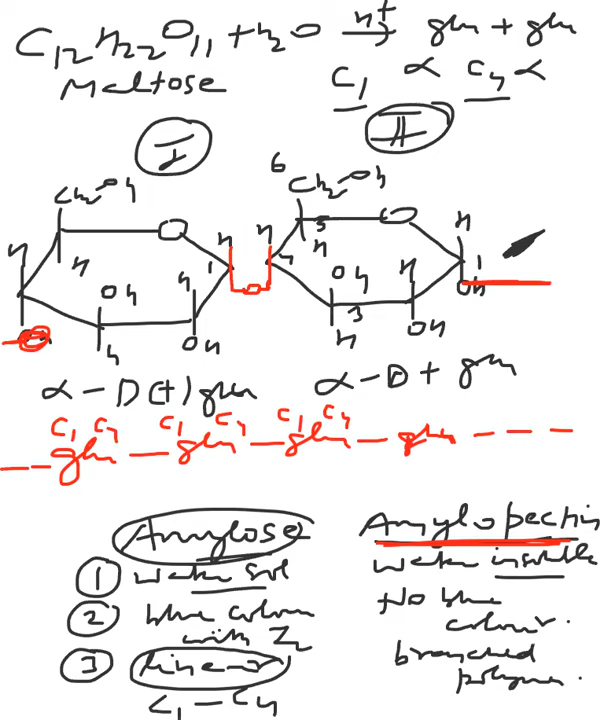 C12H22O11 + H2O →H+ glu + glu
Maltose
C1 α C4 α
I
II
6
CH2OH
CH2OH
O
O
5
H
H
H
H
H
H
4
1
1
OH
OH
H
H
OH
O
O
H
OH
H
3
OH
α - D (+) glu
α - D + glu
C1 C4 C1 C4 C1 C4
-- glu - glu - glu - glu - - - -
Amylose
① water sol
② blue colour
with I2
③ linear
C1 - C4
Amylopectin
water insoluble
No blue
colour.
branched
polymer.